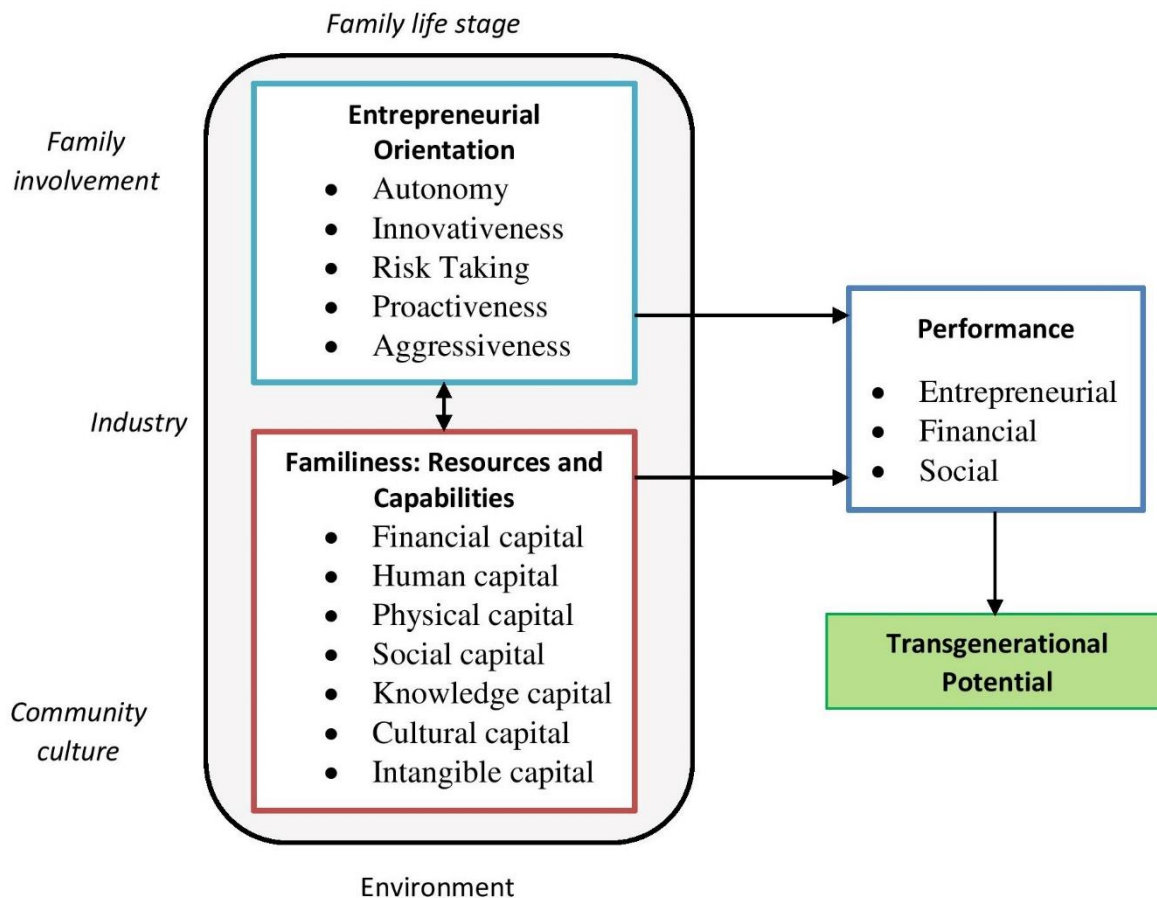 Family life stage
Family
involvement
Industry
Community
culture
Entrepreneurial
Orientation
• Autonomy
• Innovativeness
• Risk Taking
• Proactiveness
• Aggressiveness
Familiness: Resources and
Capabilities
• Financial capital
• Human capital
• Physical capital
• Social capital
• Knowledge capital
• Cultural capital
• Intangible capital
Environment
Performance
• Entrepreneurial
• Financial
• Social
Transgenerational
Potential